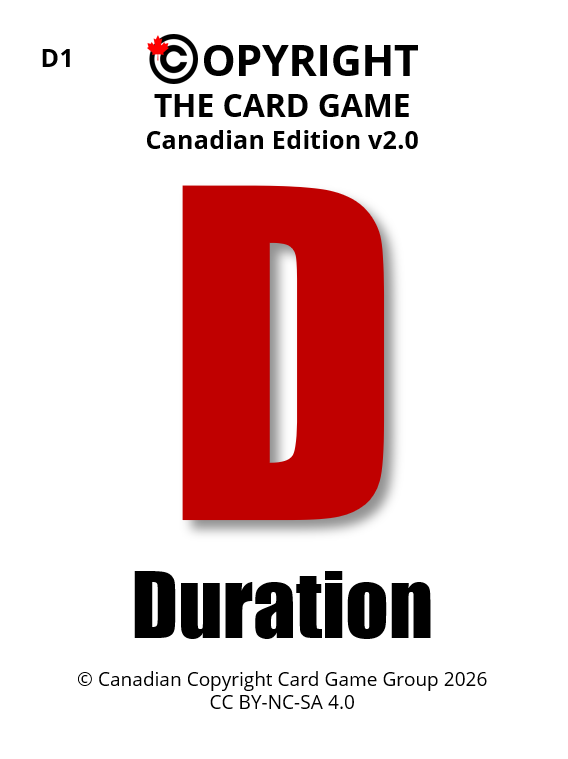 D1
©OPYRIGHT
THE CARD GAME
Canadian Edition v2.0
D
Duration
© Canadian Copyright Card Game Group 2026
CC BY-NC-SA 4.0